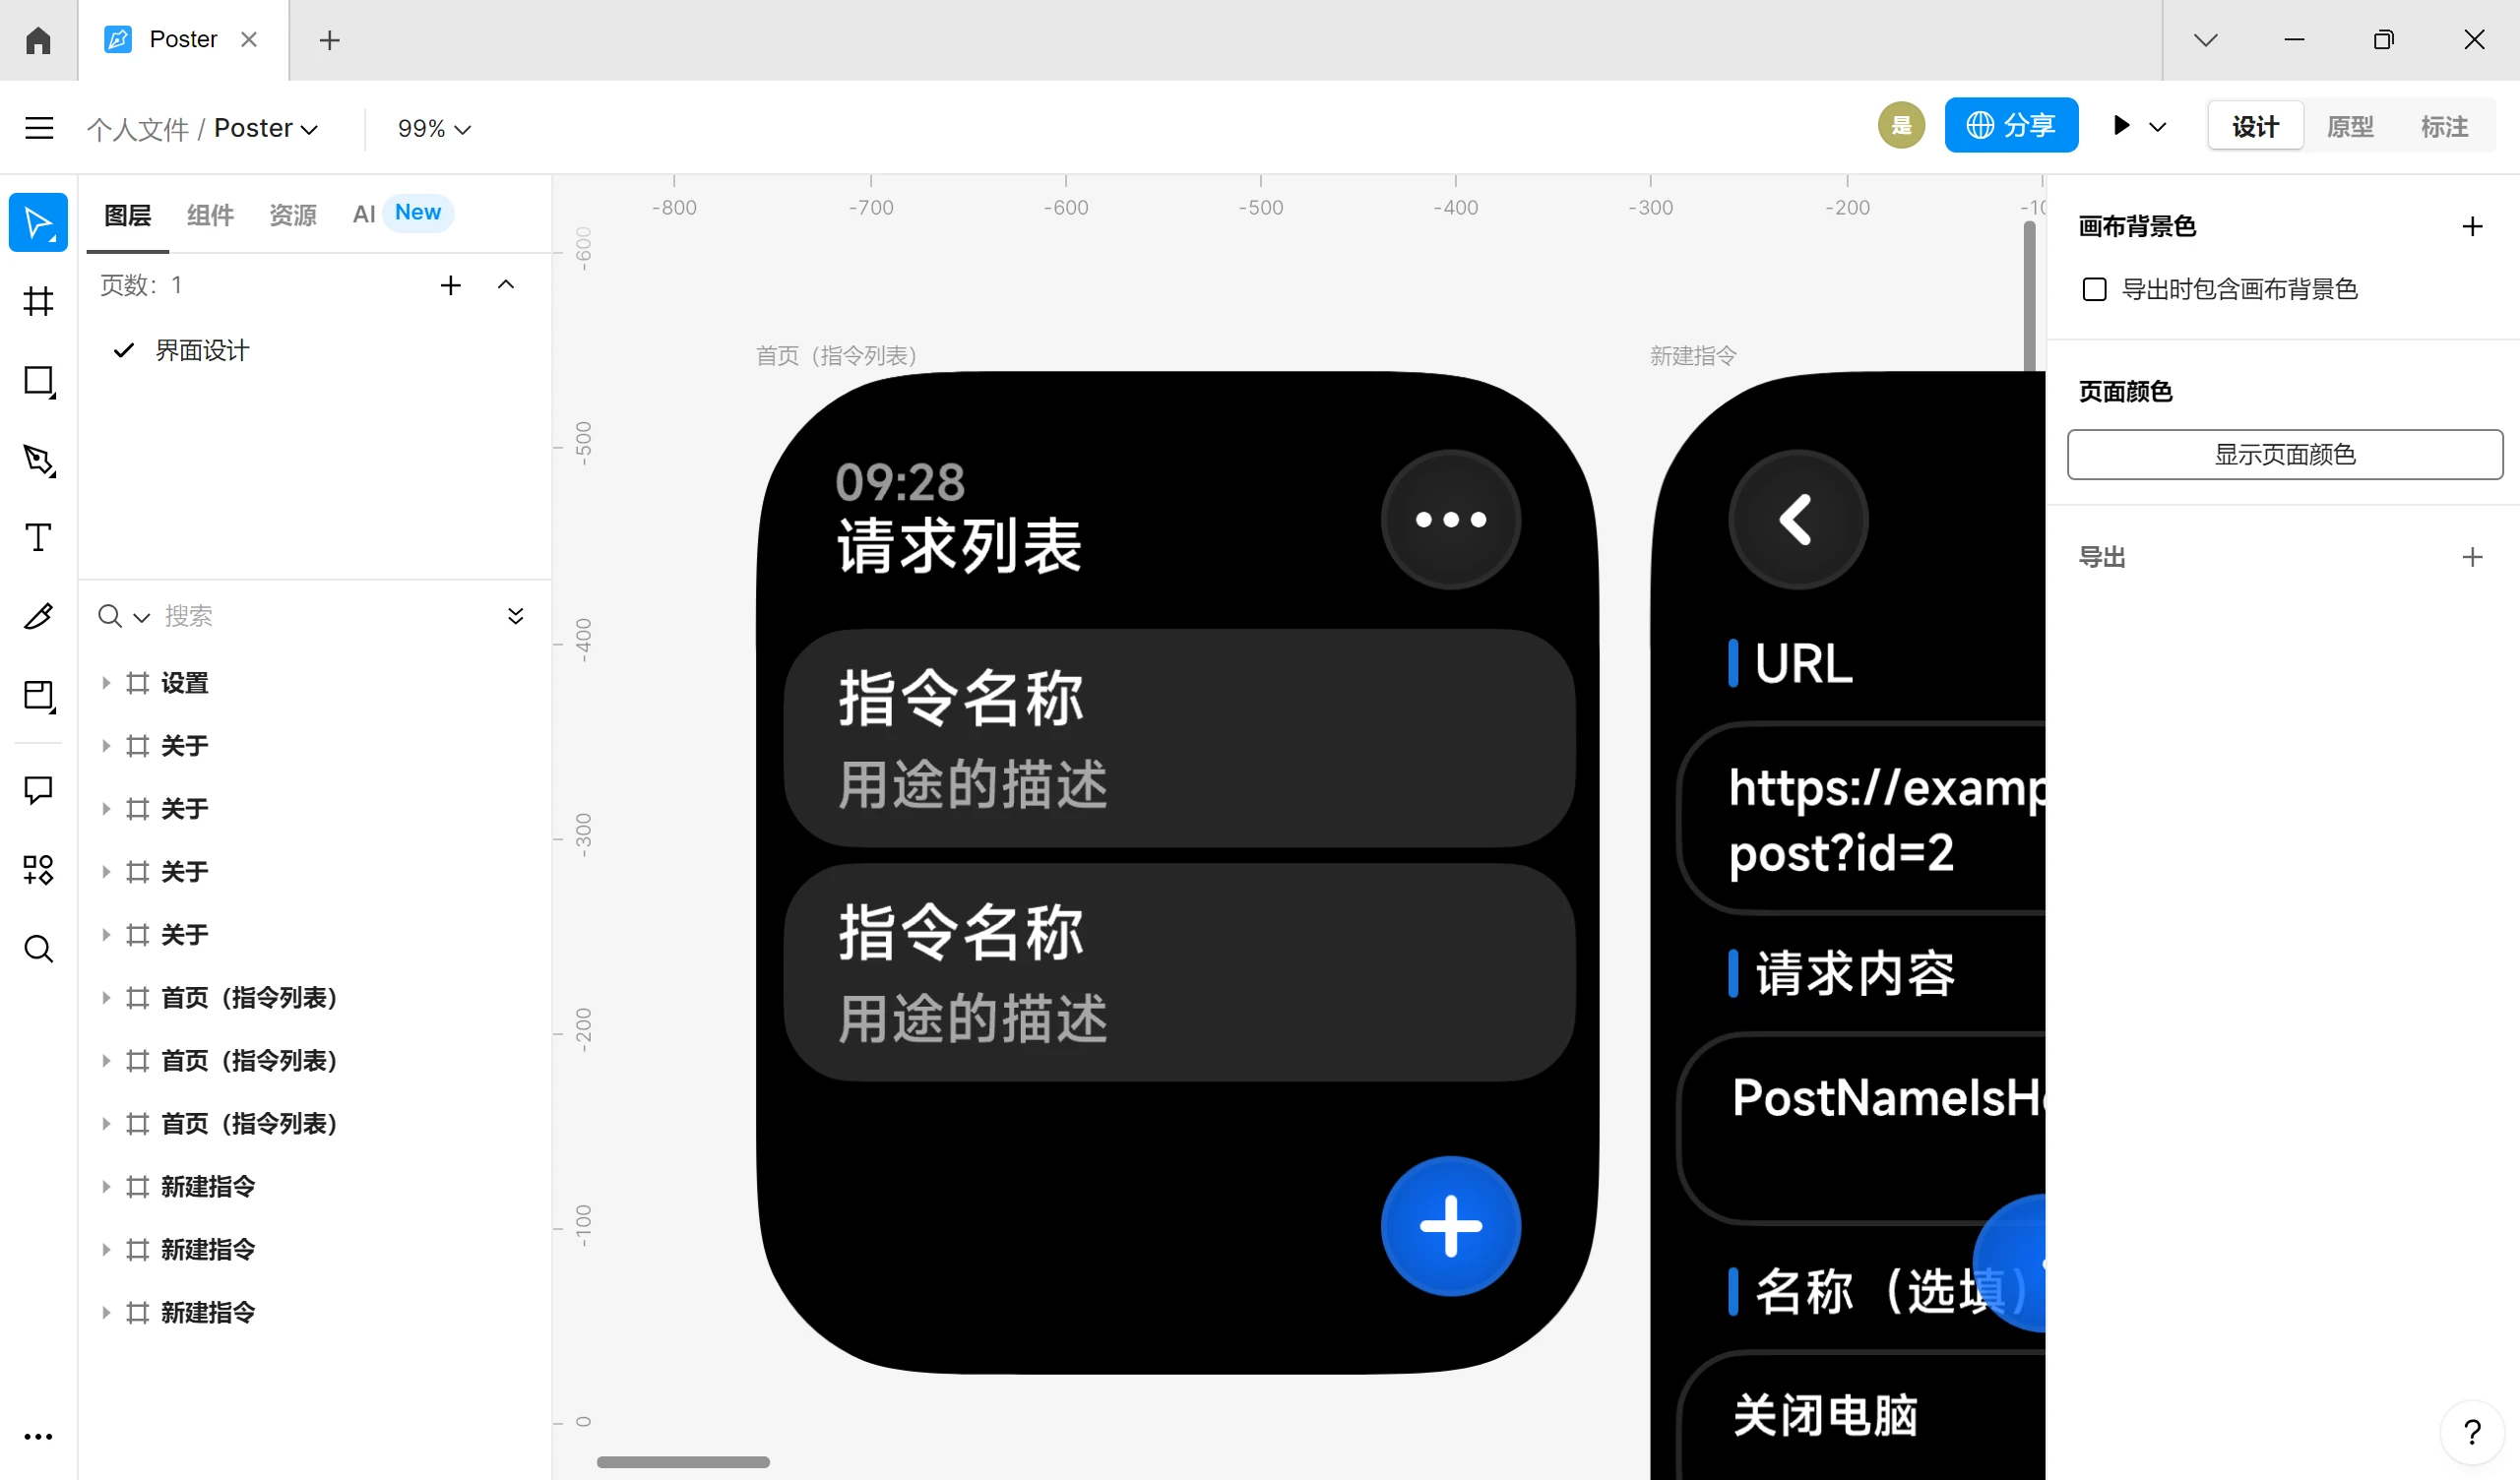 Poster
个人文件 / Poster
99%
是
分享
设计
原型
标注
图层
组件
资源
AI
New
页数：1
界面设计
搜索
设置
关于
关于
关于
关于
首页（指令列表）
首页（指令列表）
首页（指令列表）
新建指令
新建指令
新建指令
-800
-700
-600
-500
-400
-300
-200
-600
-500
-400
-300
-200
-100
0
首页（指令列表）
09:28
请求列表
指令名称
用途的描述
指令名称
用途的描述
新建指令
URL
https://examp
post?id=2
请求内容
PostNameIsH
名称（选填）
关闭电脑
画布背景色
导出时包含画布背景色
页面颜色
显示页面颜色
导出
?